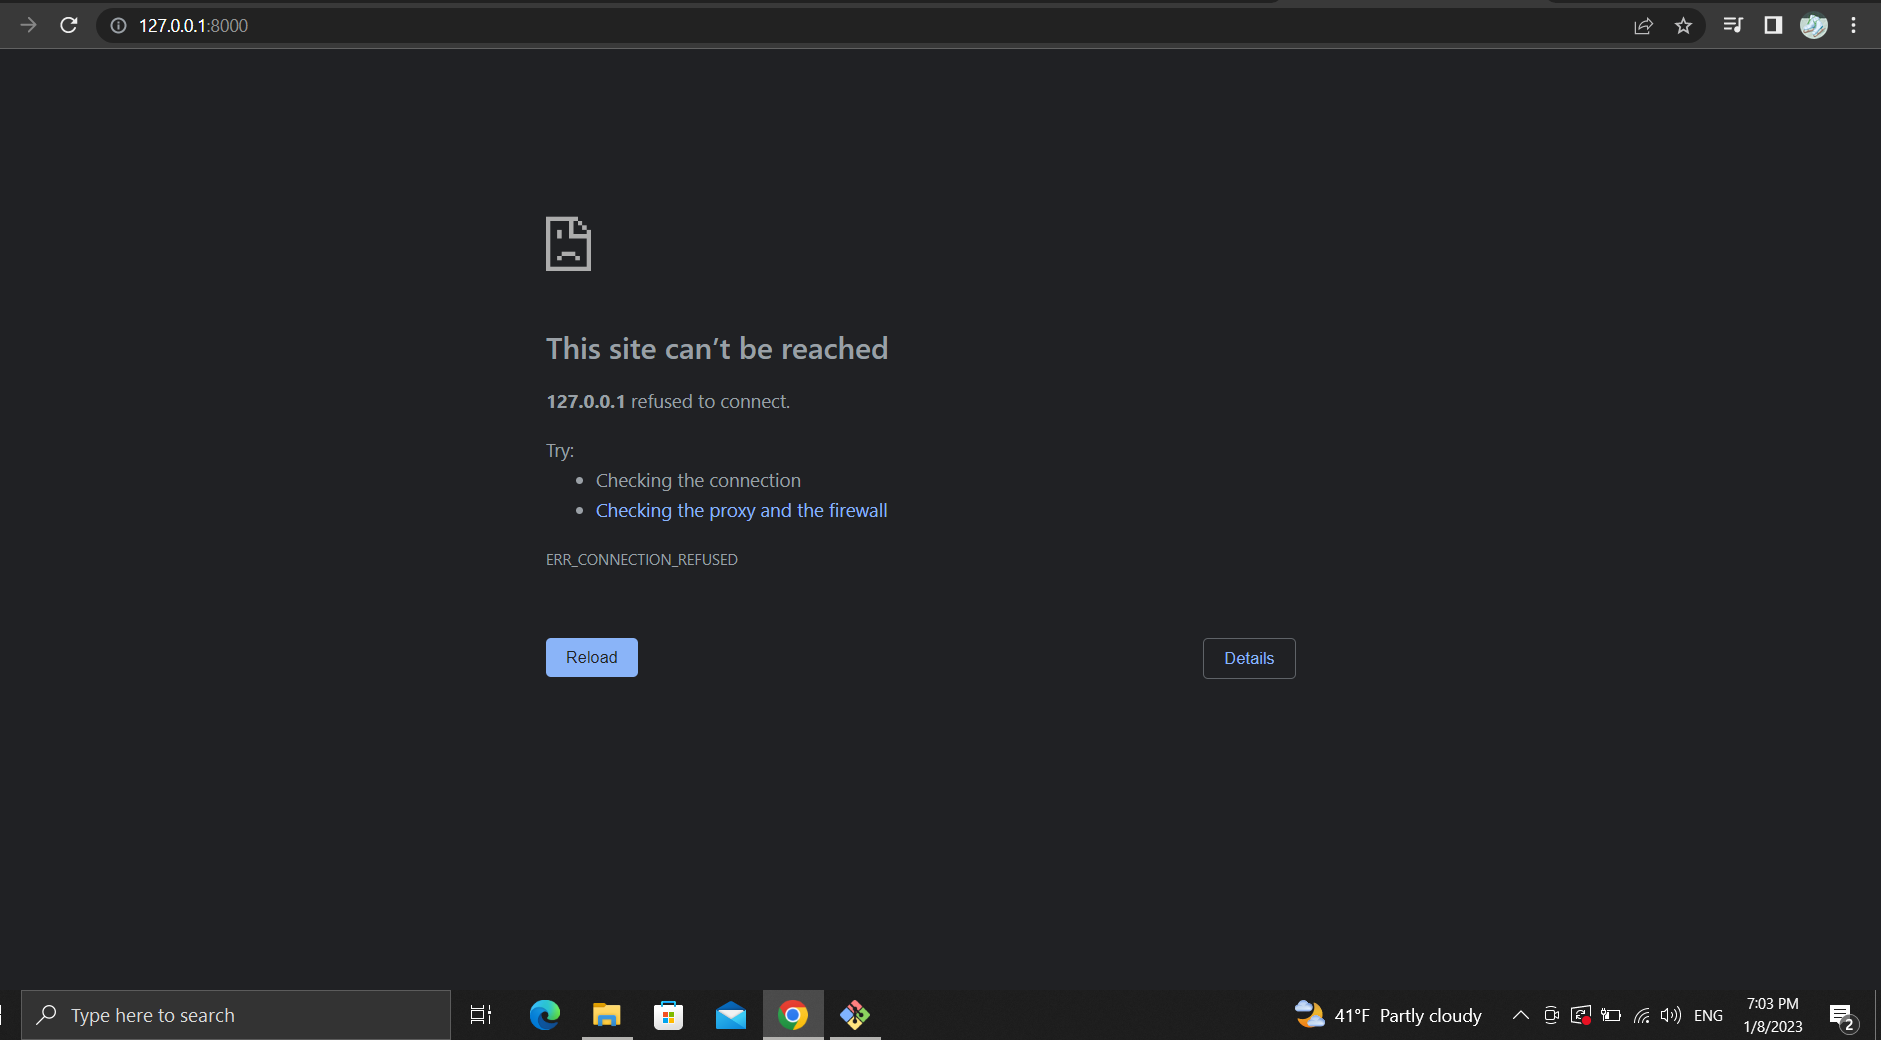 127.0.0.1:8000
This site can’t be reached
127.0.0.1 refused to connect.
Try:
Checking the connection
Checking the proxy and the firewall
ERR_CONNECTION_REFUSED
Reload
Details
Type here to search
41°F Partly cloudy
ENG
7:03 PM
1/8/2023
2